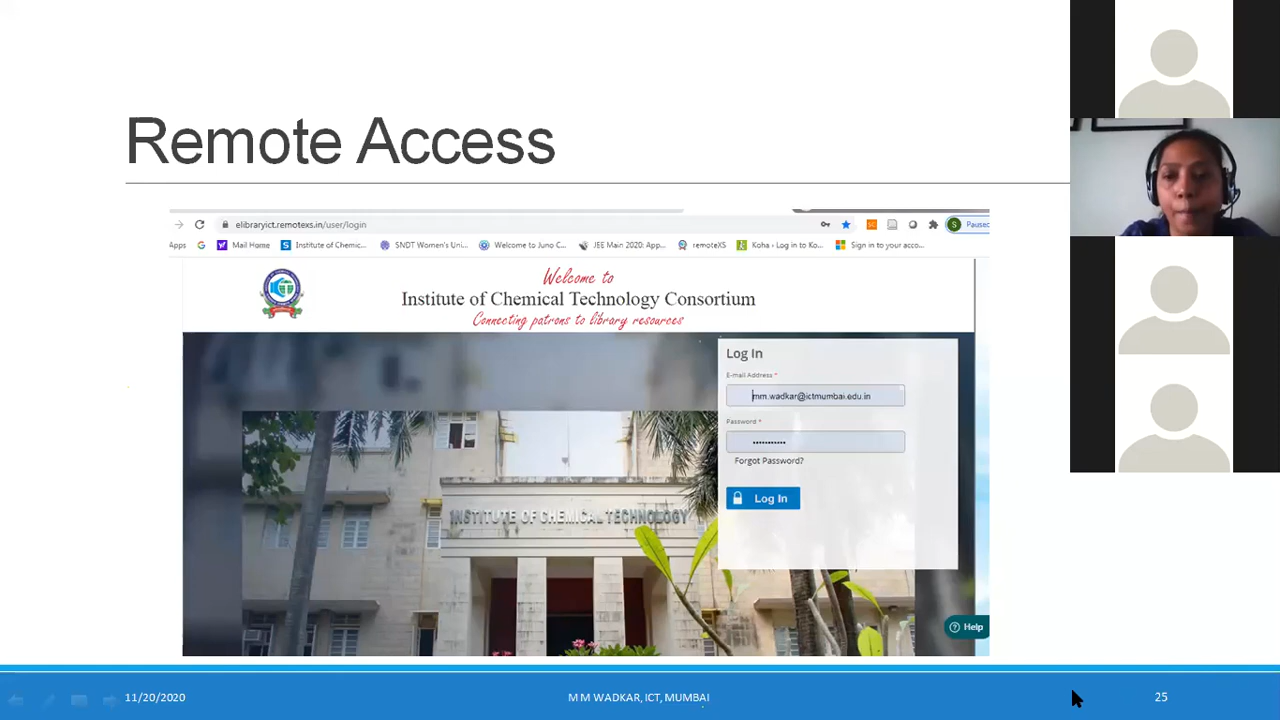 Remote Access
elibraryict.remotexs.in/user/login
S
Paused
Apps
G
Mail Home
Institute of Chemic...
SNDT Women's Uni...
Welcome to Juno C...
JEE Main 2020: App...
remoteXS
Koha › Log in to Ko...
Sign in to your acco...
Welcome to
Institute of Chemical Technology Consortium
Connecting patrons to library resources
Log In
E-mail Address *
mm.wadkar@ictmumbai.edu.in
Password *
Forgot Password?
Log In
INSTITUTE OF CHEMICAL TECHNOLOGY
? Help
11/20/2020
M M WADKAR, ICT, MUMBAI
25